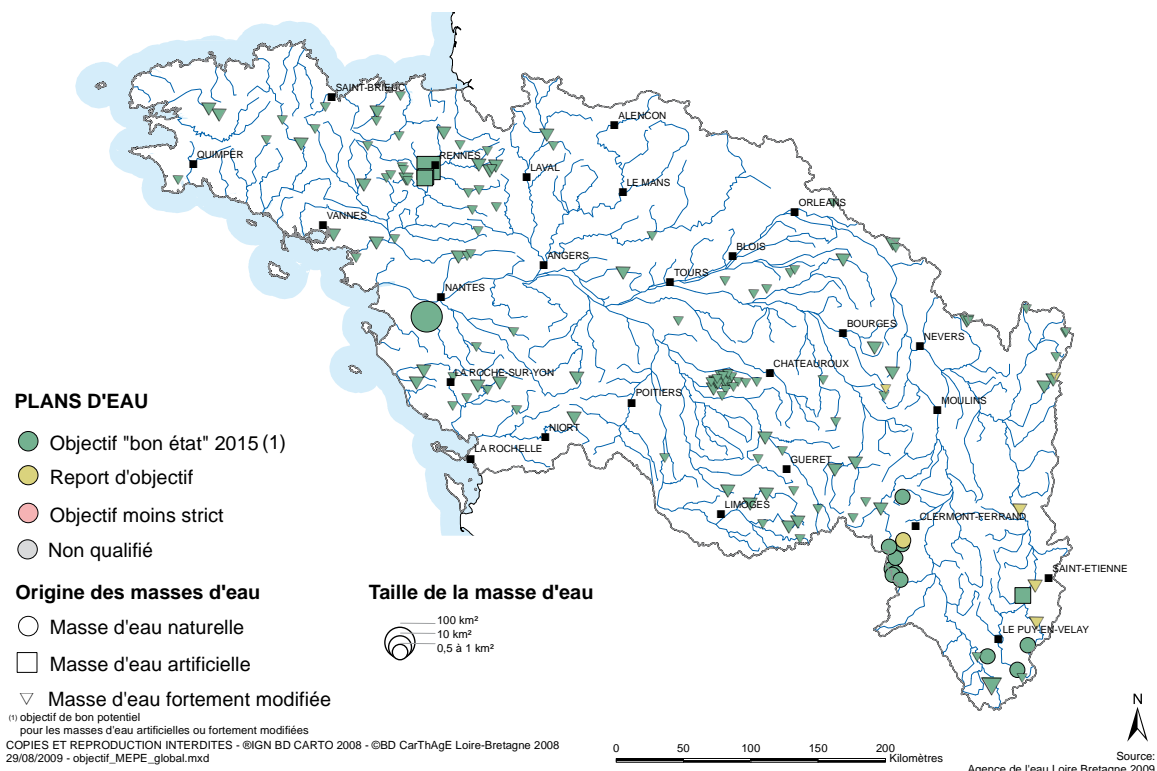 SAINT-BRIEUC
ALENCON
QUIMPER
RENNES
LAVAL
LE MANS
ORLEANS
VANNES
BLOIS
ANGERS
TOURS
NANTES
BOURGES
NEVERS
LA ROCHE-SUR-YON
CHATEAUROUX
POITIERS
MOULINS
NIORT
LA ROCHELLE
GUERET
LIMOGES
CLERMONT-FERRAND
SAINT-ETIENNE
LE PUY-EN-VELAY
PLANS D'EAU
Objectif "bon état" 2015 (1)
Report d'objectif
Objectif moins strict
Non qualifié
Origine des masses d'eau
Masse d'eau naturelle
Masse d'eau artificielle
Masse d'eau fortement modifiée
(1) objectif de bon potentiel
pour les masses d'eau artificielles ou fortement modifiées
Taille de la masse d'eau
100 km²
10 km²
0,5 à 1 km²
COPIES ET REPRODUCTION INTERDITES - ®IGN BD CARTO 2008 - ©BD CarThAgE Loire-Bretagne 2008
29/08/2009 - objectif_MEPE_global.mxd
0 50 100 150 200
Kilomètres
N
Source:
Agence de l'eau Loire Bretagne 2009